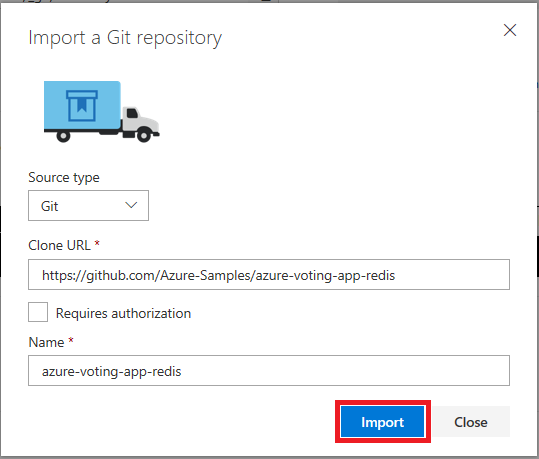 Import a Git repository
Source type
Git
Clone URL *
https://github.com/Azure-Samples/azure-voting-app-redis
Requires authorization
Name *
azure-voting-app-redis
Import Close